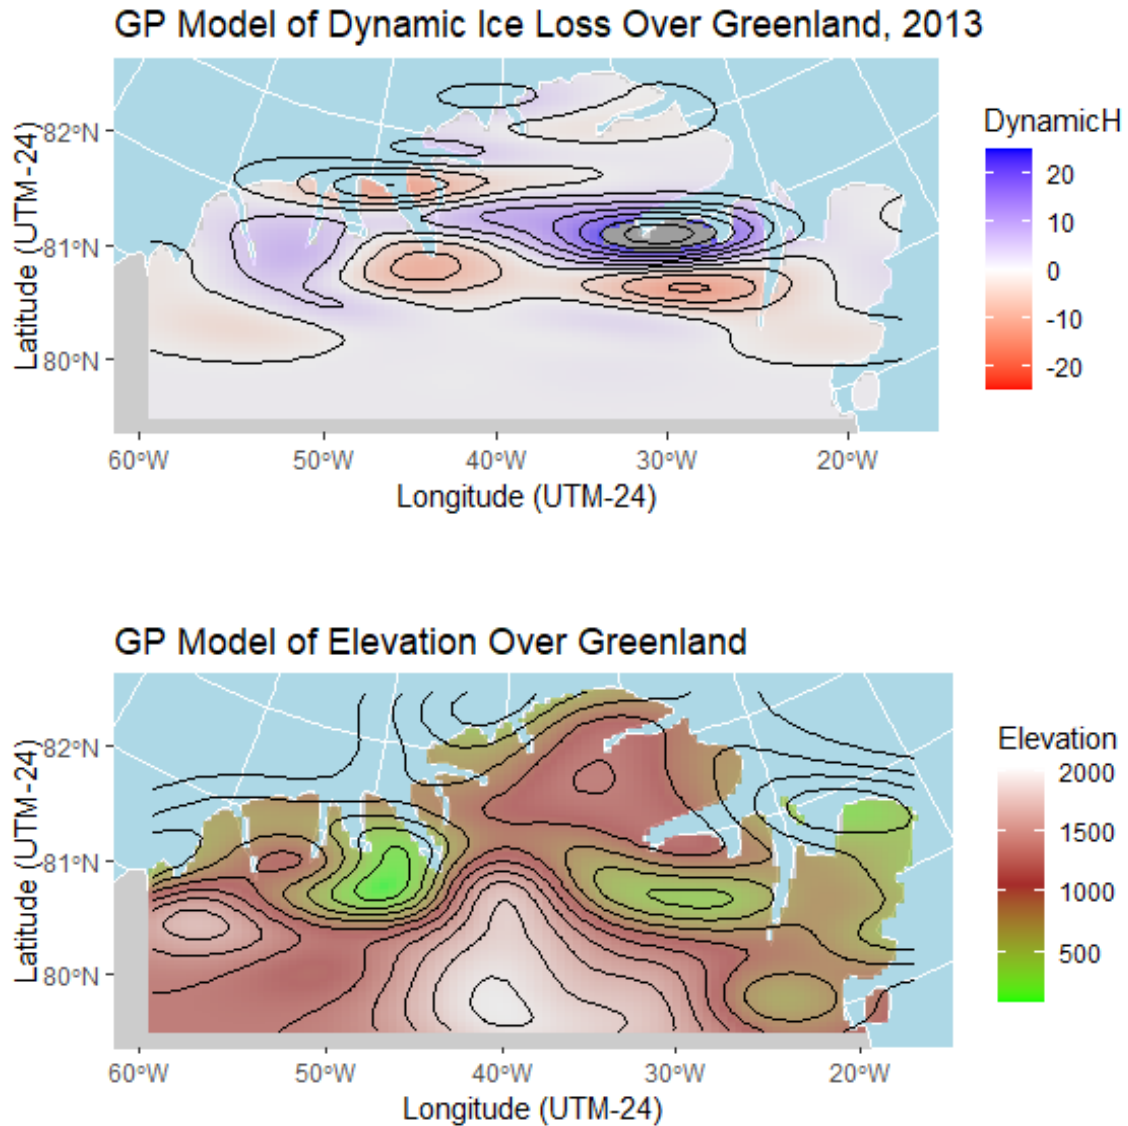 GP Model of Dynamic Ice Loss Over Greenland, 2013
Latitude (UTM-24)
82°N
81°N
80°N
60°W
50°W
40°W
30°W
20°W
Longitude (UTM-24)
DynamicH
20
10
0
-10
-20
GP Model of Elevation Over Greenland
Latitude (UTM-24)
82°N
81°N
80°N
60°W
50°W
40°W
30°W
20°W
Longitude (UTM-24)
Elevation
2000
1500
1000
500